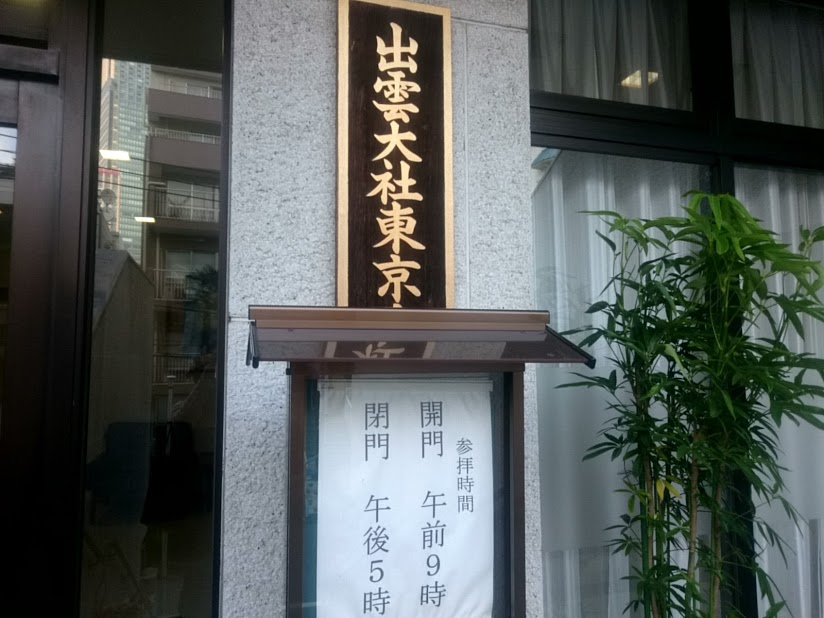 出雲大社東京
参拝時間
開門 午前9時
閉門 午後5時